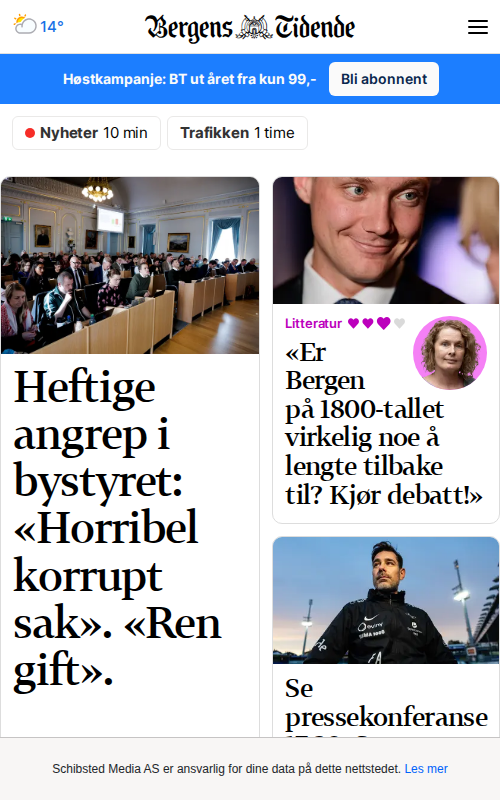 14°
Bergens Tidende
Høstkampanje: BT ut året fra kun 99,-
Bli abonnent
Nyheter 10 min
Trafikken 1 time
Heftige
angrep i
bystyret:
«Horribel
korrupt
sak». «Ren
gift».
Litteratur
«Er
Bergen
på 1800-tallet
virkelig noe å
lengte tilbake
til? Kjør debatt!»
Se
pressekonferanse
Schibsted Media AS er ansvarlig for dine data på dette nettstedet. Les mer